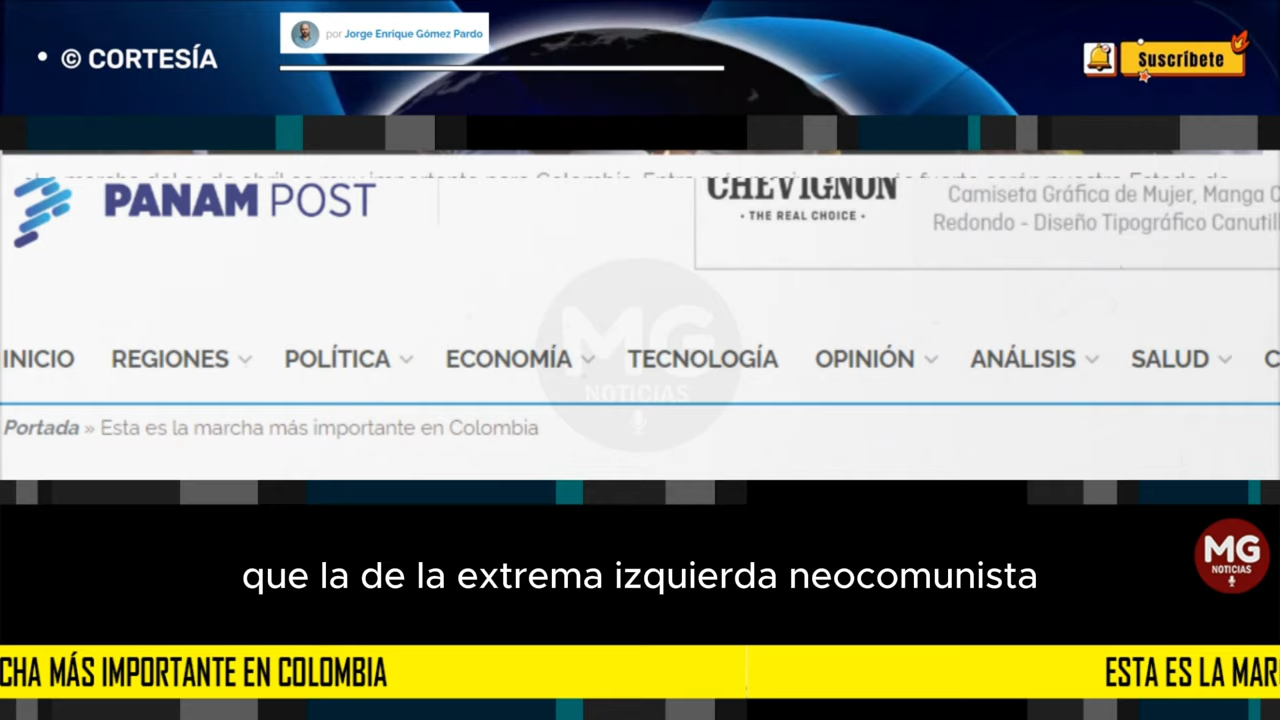 • © CORTESÍA
por Jorge Enrique Gómez Pardo
Suscríbete
PANAM POST
CHEVIGNON
• THE REAL CHOICE •
Camiseta Gráfica de Mujer, Manga C
Redondo - Diseño Tipográfico Canutill
INICIO REGIONES POLÍTICA ECONOMÍA TECNOLOGÍA OPINIÓN ANÁLISIS SALUD C
Portada » Esta es la marcha más importante en Colombia
MG
NOTICIAS
que la de la extrema izquierda neocomunista
MG
NOTICIAS
CHA MÁS IMPORTANTE EN COLOMBIA
ESTA ES LA MAR